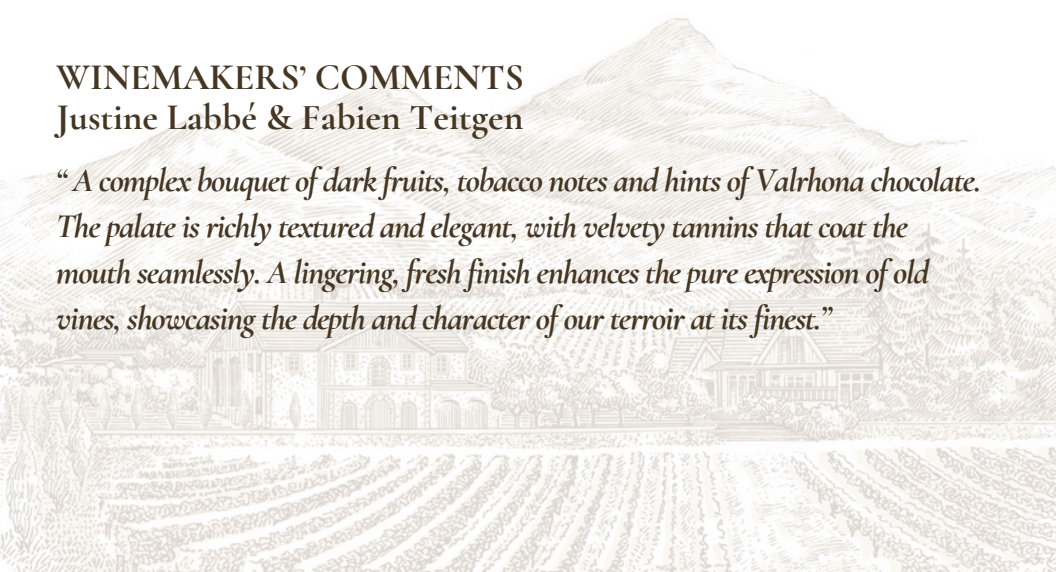 WINEMAKERS’ COMMENTS
Justine Labbé & Fabien Teitgen
“ A complex bouquet of dark fruits, tobacco notes and hints of Valrhona chocolate.
The palate is richly textured and elegant, with velvety tannins that coat the
mouth seamlessly. A lingering, fresh finish enhances the pure expression of old
vines, showcasing the depth and character of our terroir at its finest.”